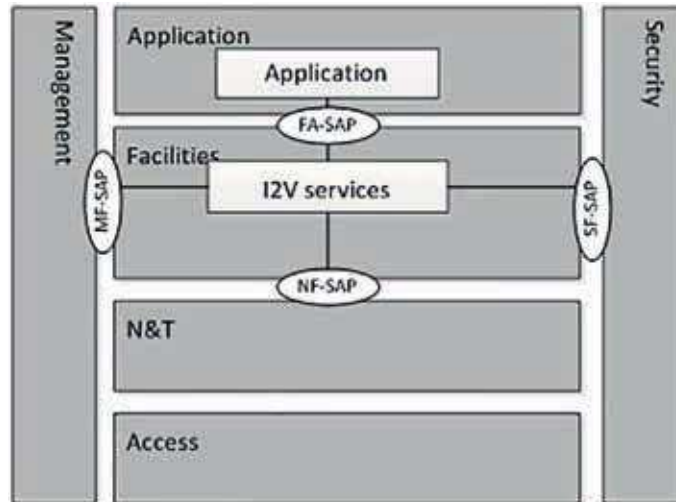 Management
Application
Application
FA-SAP
Facilities
I2V services
MF-SAP
SF-SAP
NF-SAP
N&T
Access
Security